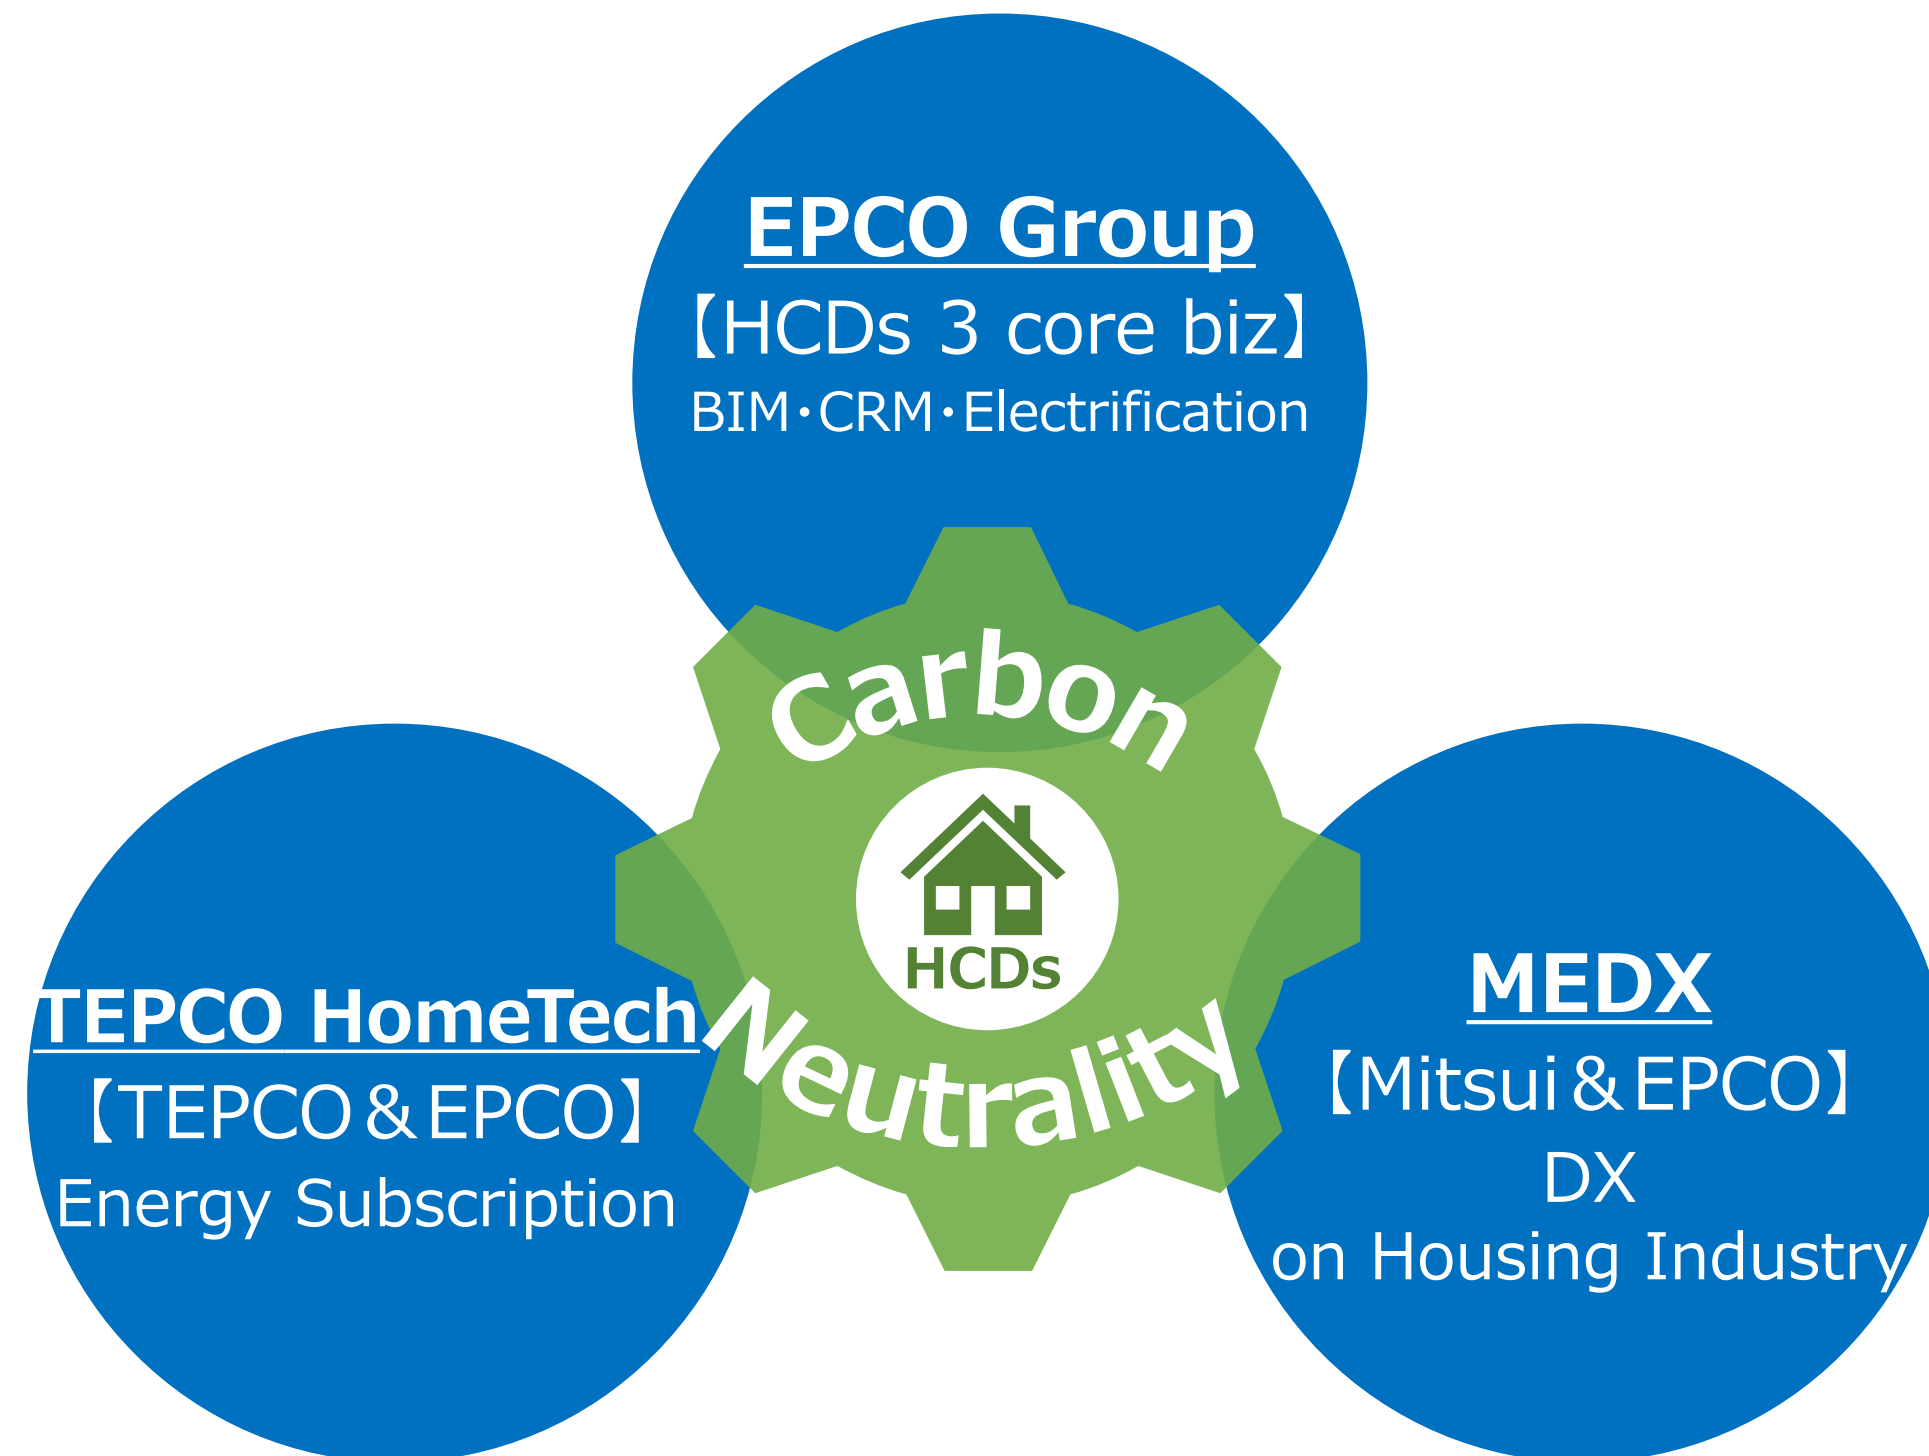 EPCO Group
【HCDs 3 core biz】
BIM・CRM・Electrification
Carbon
HCDs
Neutrality
TEPCO HomeTech
【TEPCO＆EPCO】
Energy Subscription
MEDX
【Mitsui＆EPCO】
DX
on Housing Industry